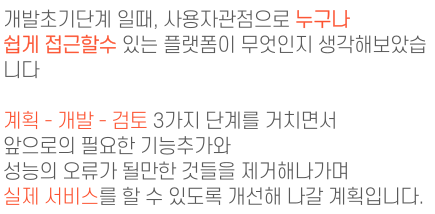 개발초기단계 일때, 사용자관점으로 누구나
쉽게 접근할수 있는 플랫폼이 무엇인지 생각해보았습
니다
계획 - 개발 - 검토 3가지 단계를 거치면서
앞으로의 필요한 기능추가와
성능의 오류가 될만한 것들을 제거해나가며
실제 서비스를 할 수 있도록 개선해 나갈 계획입니다.